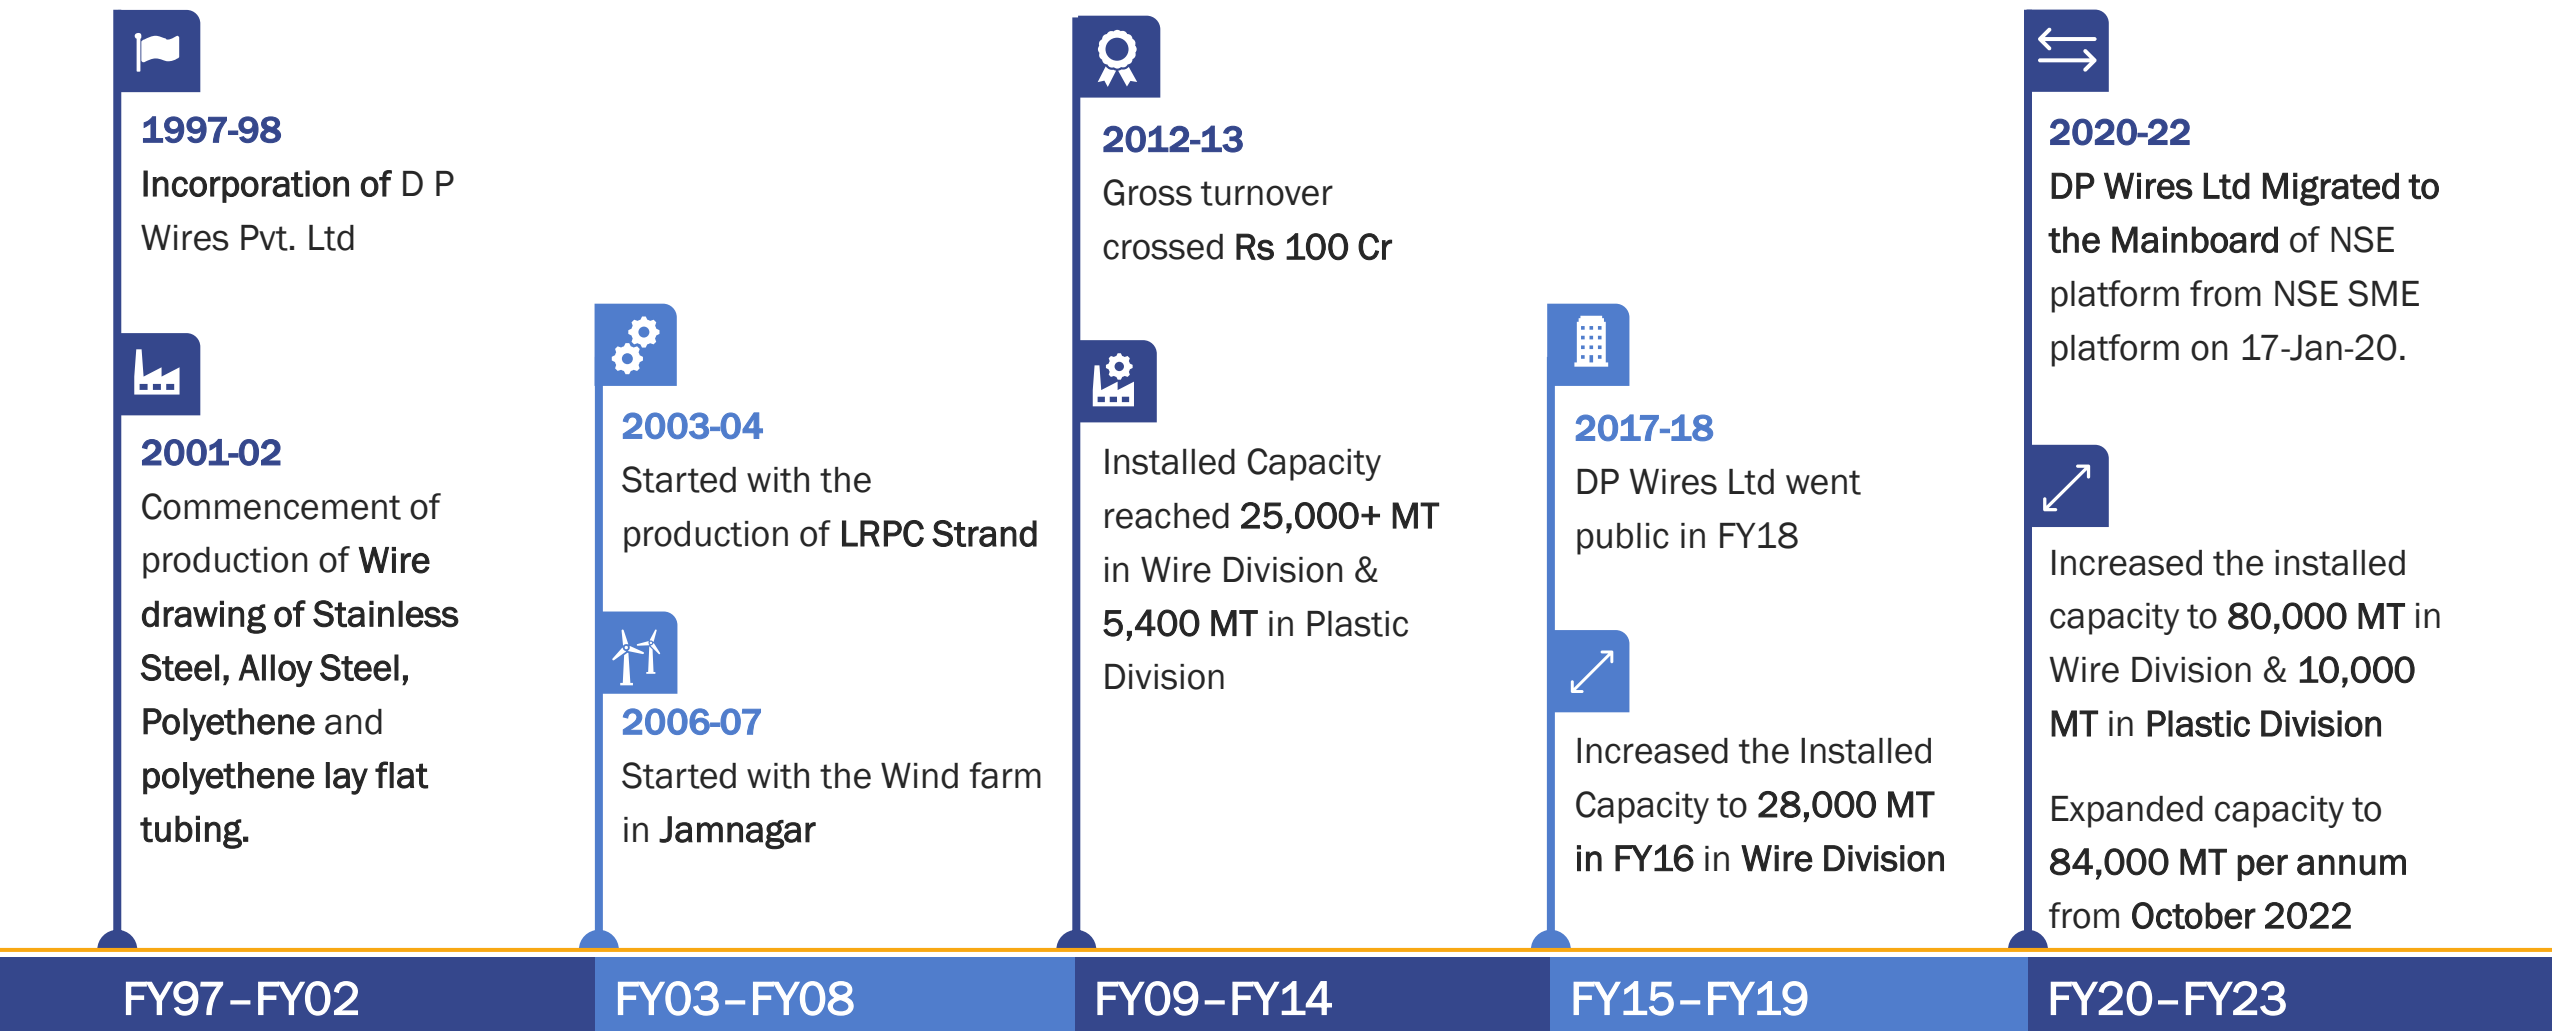 1997-98
Incorporation of D P
Wires Pvt. Ltd
2001-02
Commencement of
production of Wire
drawing of Stainless
Steel, Alloy Steel,
Polyethene and
polyethene lay flat
tubing.
2003-04
Started with the
production of LRPC Strand
2006-07
Started with the Wind farm
in Jamnagar
2012-13
Gross turnover
crossed Rs 100 Cr
Installed Capacity
reached 25,000+ MT
in Wire Division &
5,400 MT in Plastic
Division
2017-18
DP Wires Ltd went
public in FY18
Increased the Installed
Capacity to 28,000 MT
in FY16 in Wire Division
2020-22
DP Wires Ltd Migrated to
the Mainboard of NSE
platform from NSE SME
platform on 17-Jan-20.
Increased the installed
capacity to 80,000 MT in
Wire Division & 10,000
MT in Plastic Division
Expanded capacity to
84,000 MT per annum
from October 2022
FY97–FY02
FY03–FY08
FY09–FY14
FY15–FY19
FY20–FY23